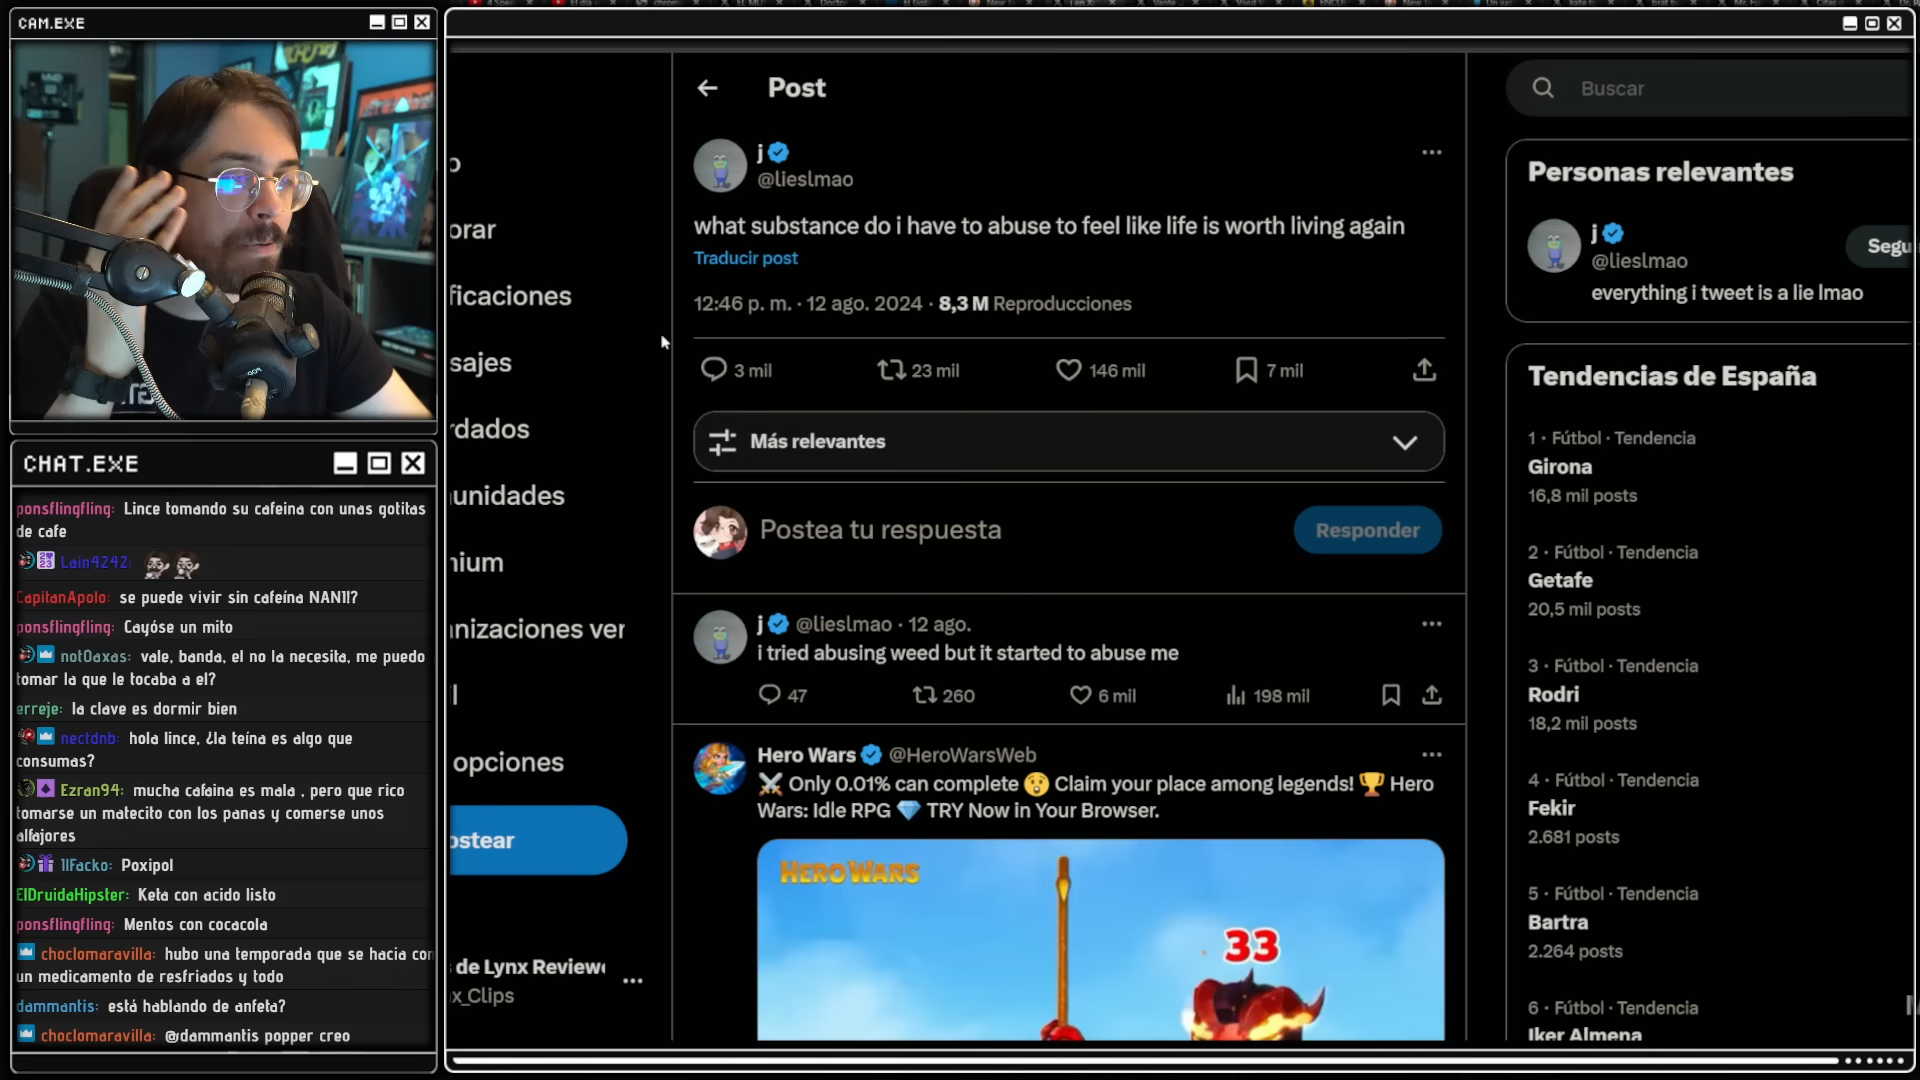 CAM.EXE
CHAT.EXE
ponsflingfling: Lince tomando su cafeina con unas gotitas
de cafe
Lain4242:
CapitanApolo: se puede vivir sin cafeína NANI!?
ponsflingfling: Cayóse un mito
notOaxas: vale, banda, el no la necesita, me puedo
tomar la que le tocaba a el?
erreje: la clave es dormir bien
nectdnb: hola lince, ¿la teína es algo que
consumas?
Ezran94: mucha cafaina es mala , pero que rico
tomarse un matecito con los panas y comerse unos
alfajores
11Facko: Poxipol
ElDruidaHipster: Keta con acido listo
ponsflingfling: Mentos con cocacola
choclomaravilla: hubo una temporada que se hacia con
un medicamento de resfriados y todo
dammantis: está hablando de anfeta?
choclomaravilla: @dammantis popper creo
o
orar
ficaciones
sajes
rdados
unidades
nium
nizaciones ver
opciones
ostear
de Lynx Reviewe
x_Clips
Post
j
@lieslmao
what substance do i have to abuse to feel like life is worth living again
Traducir post
12:46 p. m. · 12 ago. 2024 · 8,3 M Reproducciones
3 mil 23 mil 146 mil 7 mil
Más relevantes
Postea tu respuesta
Responder
j @lieslmao · 12 ago.
i tried abusing weed but it started to abuse me
47 260 6 mil 198 mil
Hero Wars @HeroWarsWeb
⚔️ Only 0.01% can complete 😲 Claim your place among legends! 🏆 Hero
Wars: Idle RPG 💎 TRY Now in Your Browser.
HERO WARS
33
Buscar
Personas relevantes
j
@lieslmao
Segu
everything i tweet is a lie lmao
Tendencias de España
1 · Fútbol · Tendencia
Girona
16,8 mil posts
2 · Fútbol · Tendencia
Getafe
20,5 mil posts
3 · Fútbol · Tendencia
Rodri
18,2 mil posts
4 · Fútbol · Tendencia
Fekir
2.681 posts
5 · Fútbol · Tendencia
Bartra
2.264 posts
6 · Fútbol · Tendencia
Iker Almena